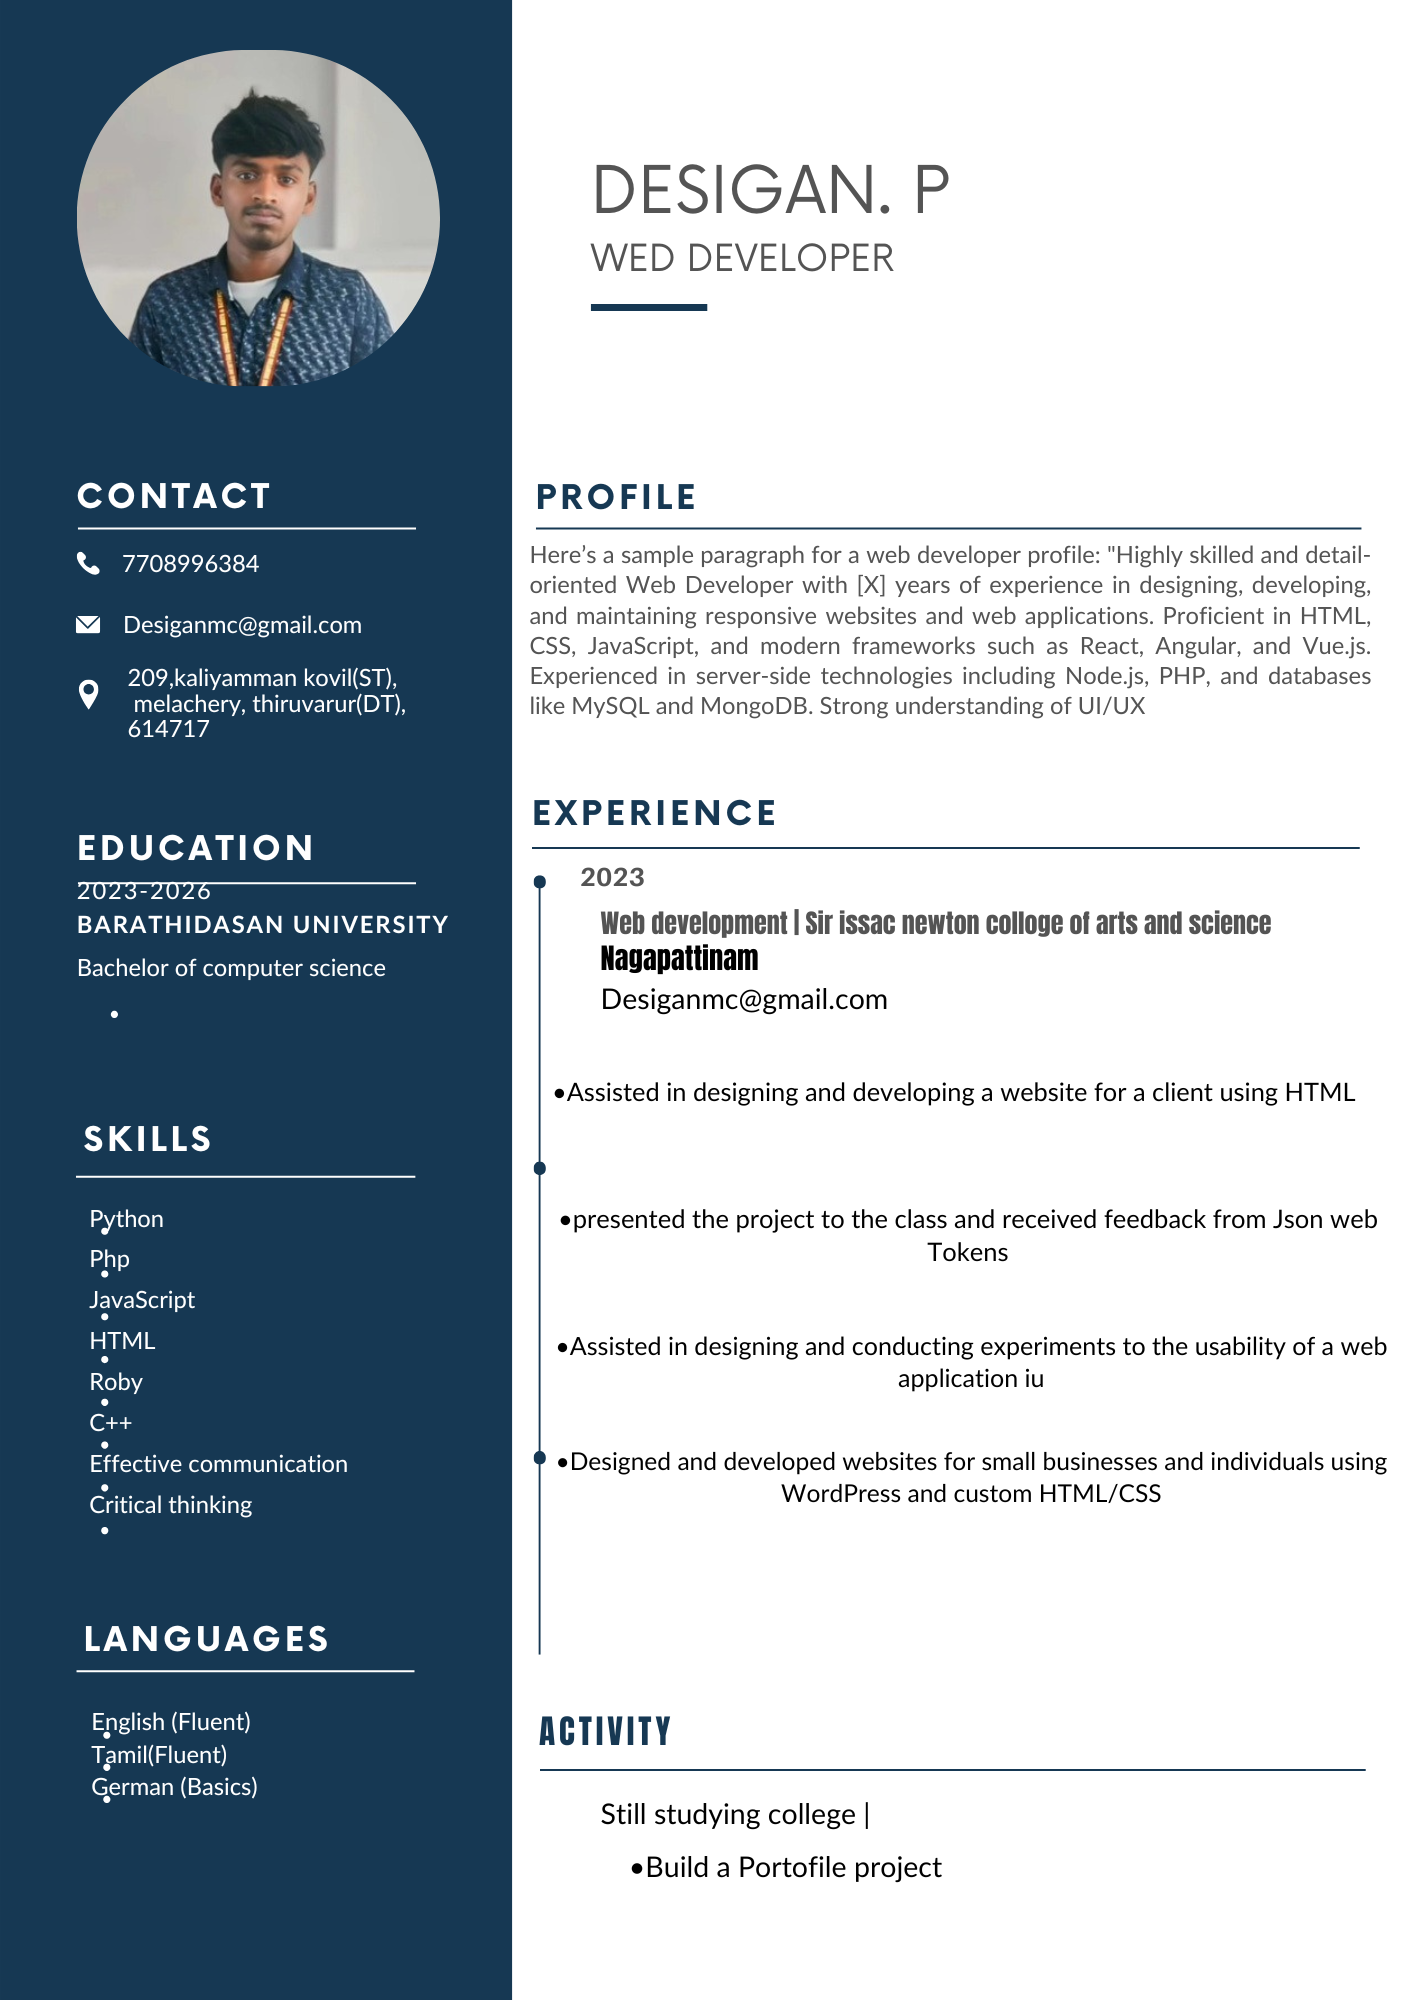 DESIGAN. P
WED DEVELOPER
CONTACT
7708996384
Desiganmc@gmail.com
209,kaliyamman kovil(ST),
melachery, thiruvarur(DT),
614717
EDUCATION
2023-2026
BARATHIDASAN UNIVERSITY
Bachelor of computer science
•
SKILLS
Python
Php
JavaScript
HTML
Roby
C++
Effective communication
Critical thinking
LANGUAGES
English (Fluent)
Tamil(Fluent)
German (Basics)
PROFILE
Here’s a sample paragraph for a web developer profile: "Highly skilled and detail-
oriented Web Developer with [X] years of experience in designing, developing,
and maintaining responsive websites and web applications. Proficient in HTML,
CSS, JavaScript, and modern frameworks such as React, Angular, and Vue.js.
Experienced in server-side technologies including Node.js, PHP, and databases
like MySQL and MongoDB. Strong understanding of UI/UX
EXPERIENCE
2023
Web development | Sir issac newton colloge of arts and science
Nagapattinam
Desiganmc@gmail.com
•Assisted in designing and developing a website for a client using HTML
•presented the project to the class and received feedback from Json web
Tokens
•Assisted in designing and conducting experiments to the usability of a web
application iu
•Designed and developed websites for small businesses and individuals using
WordPress and custom HTML/CSS
ACTIVITY
Still studying college |
•Build a Portofile project